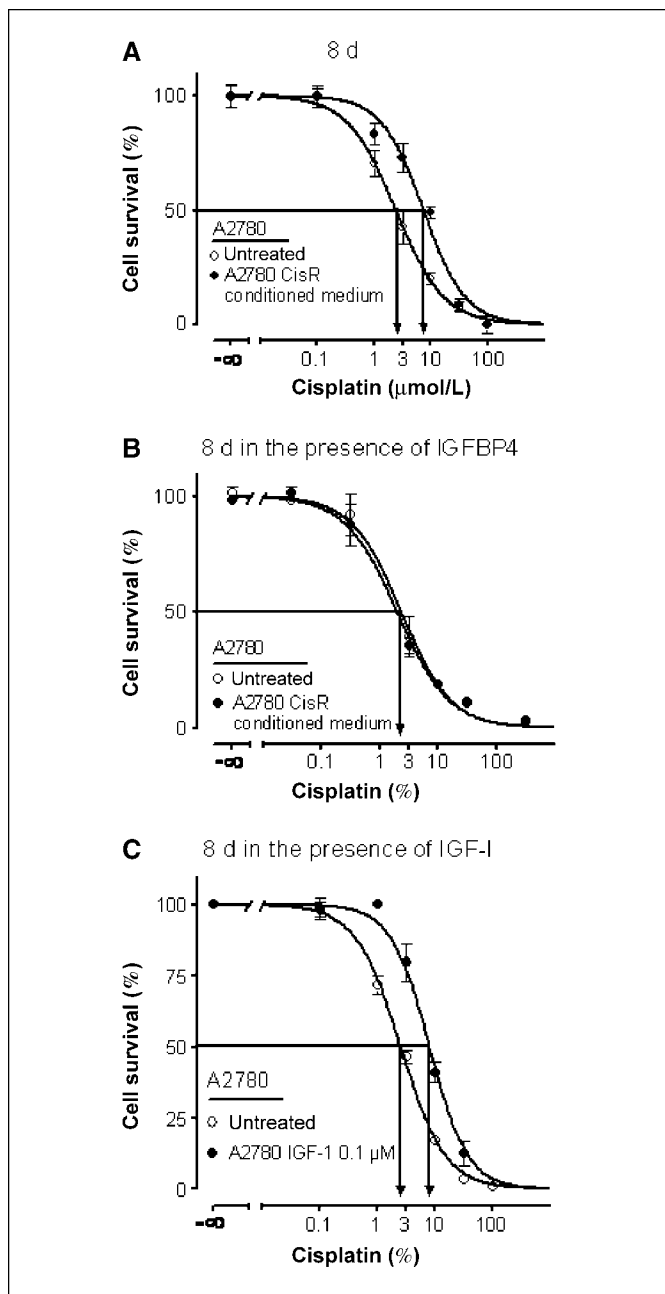 A
8 d
Cell survival (%)
100
50
0
A2780
Untreated
A2780 CisR
conditioned medium
-∞
0.1
1
3
10
100
Cisplatin (μmol/L)
B
8 d in the presence of IGFBP4
Cell survival (%)
100
50
0
A2780
Untreated
A2780 CisR
conditioned medium
-∞
0.1
1
3
10
100
Cisplatin (%)
C
8 d in the presence of IGF-I
Cell survival (%)
100
75
50
25
0
A2780
Untreated
A2780 IGF-1 0.1 μM
-∞
0.1
1
3
10
100
Cisplatin (%)